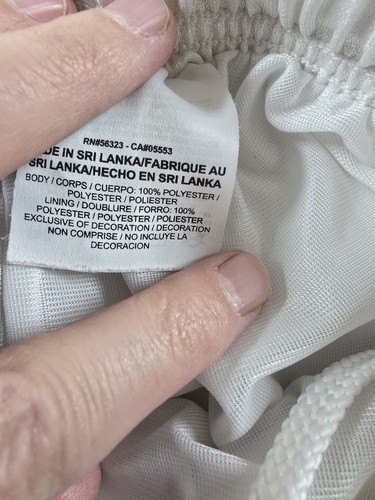 RN#56323 - CA#05553
DE IN SRI LANKA/FABRIQUE AU
SRI LANKA/HECHO EN SRI LANKA
BODY / CORPS / CUERPO: 100% POLYESTER /
POLYESTER / POLIESTER
LINING / DOUBLURE / FORRO: 100%
POLYESTER / POLYESTER / POLIESTER
EXCLUSIVE OF DECORATION / DECORATION
NON COMPRISE / NO INCLUYE LA
DECORACION